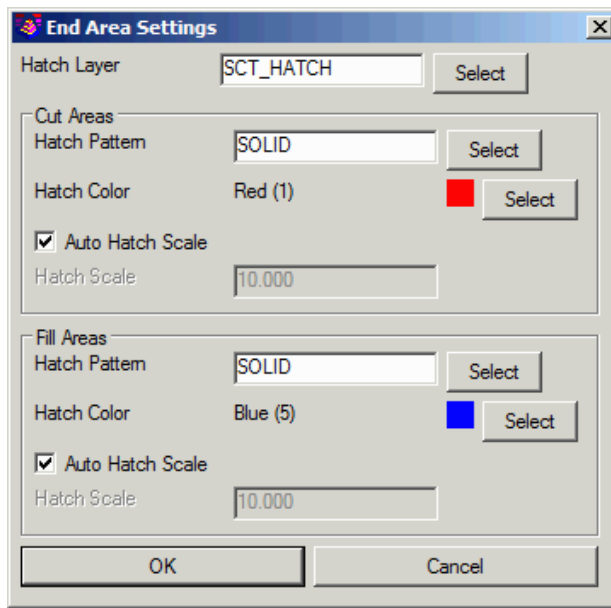 End Area Settings
Hatch Layer SCT_HATCH Select
Cut Areas
Hatch Pattern SOLID Select
Hatch Color Red (1) Select
Auto Hatch Scale
Hatch Scale 10.000
Fill Areas
Hatch Pattern SOLID Select
Hatch Color Blue (5) Select
Auto Hatch Scale
Hatch Scale 10.000
OK Cancel